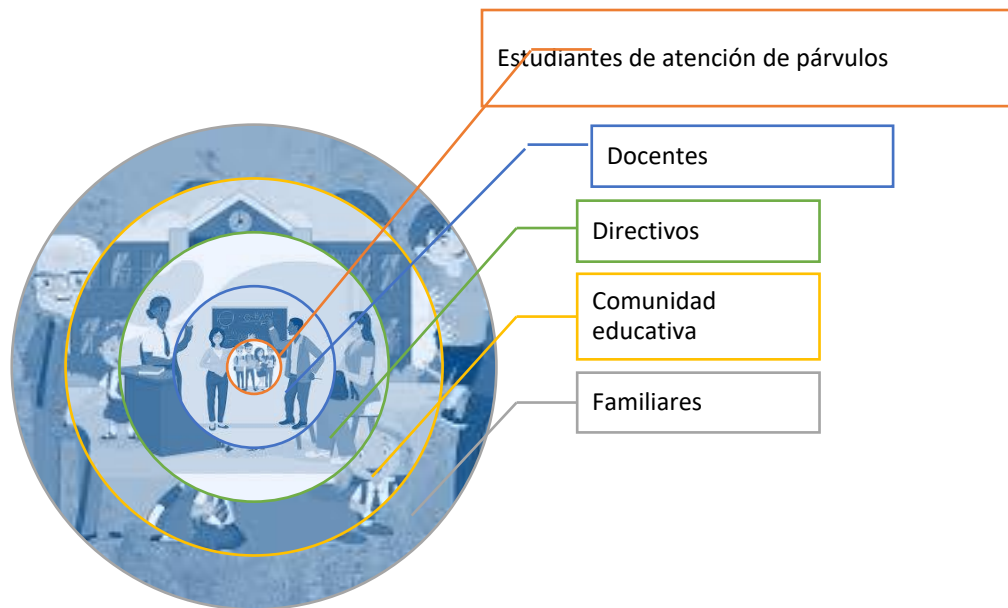 Estudiantes de atención de párvulos
Docentes
Directivos
Comunidad
educativa
Familiares